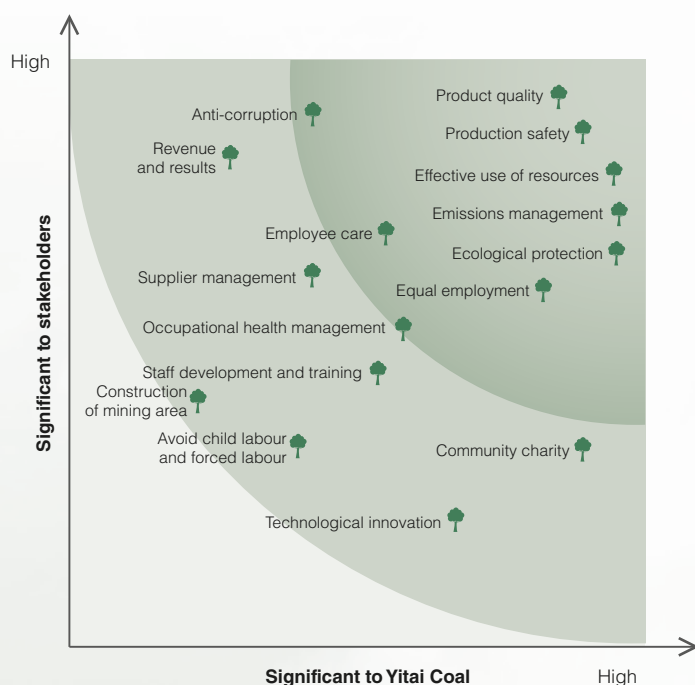 High
Product quality
Anti-corruption
Production safety
Revenue
and results
Effective use of resources
Emissions management
Employee care
Ecological protection
Supplier management
Equal employment
Occupational health management
Staff development and training
Construction
of mining area
Avoid child labour
and forced labour
Community charity
Technological innovation
Significant to stakeholders
Significant to Yitai Coal
High